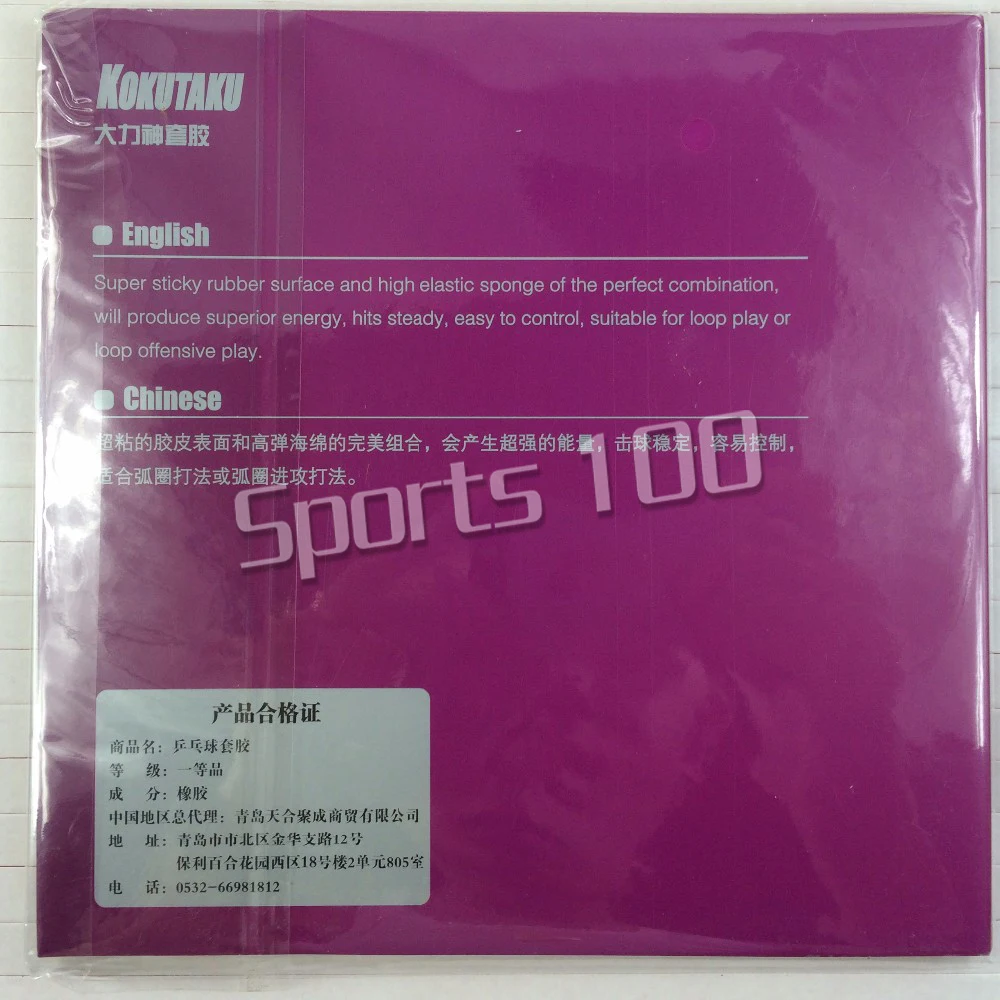 KOKUTAKU
大力神套胶
English
Super sticky rubber surface and high elastic sponge of the perfect combination,
will produce superior energy, hits steady, easy to control, suitable for loop play or
loop offensive play.
Chinese
超粘的胶皮表面和高弹海绵的完美组合，会产生超强的能量，击球稳定，容易控制，
适合弧圈打法或弧圈进攻打法。
Sports 100
产品合格证
商品名：乒乓球套胶
等 级：一等品
成 分：橡胶
中国地区总代理：青岛天合聚成商贸有限公司
地 址：青岛市市北区金华支路12号
保利百合花园西区18号楼2单元805室
电 话：0532-66981812